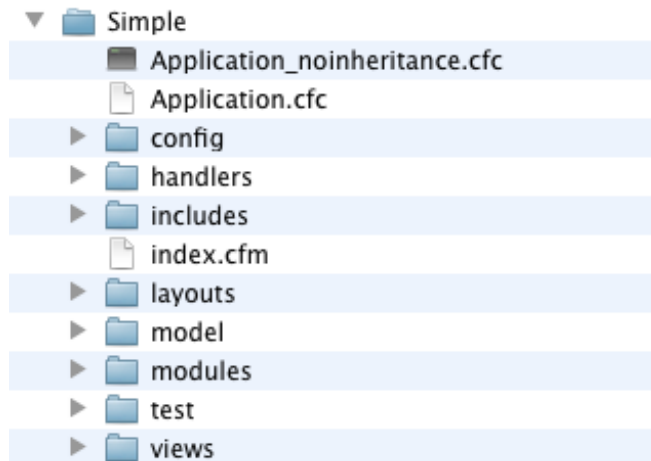 Simple
Application_noinheritance.cfc
Application.cfc
config
handlers
includes
index.cfm
layouts
model
modules
test
views